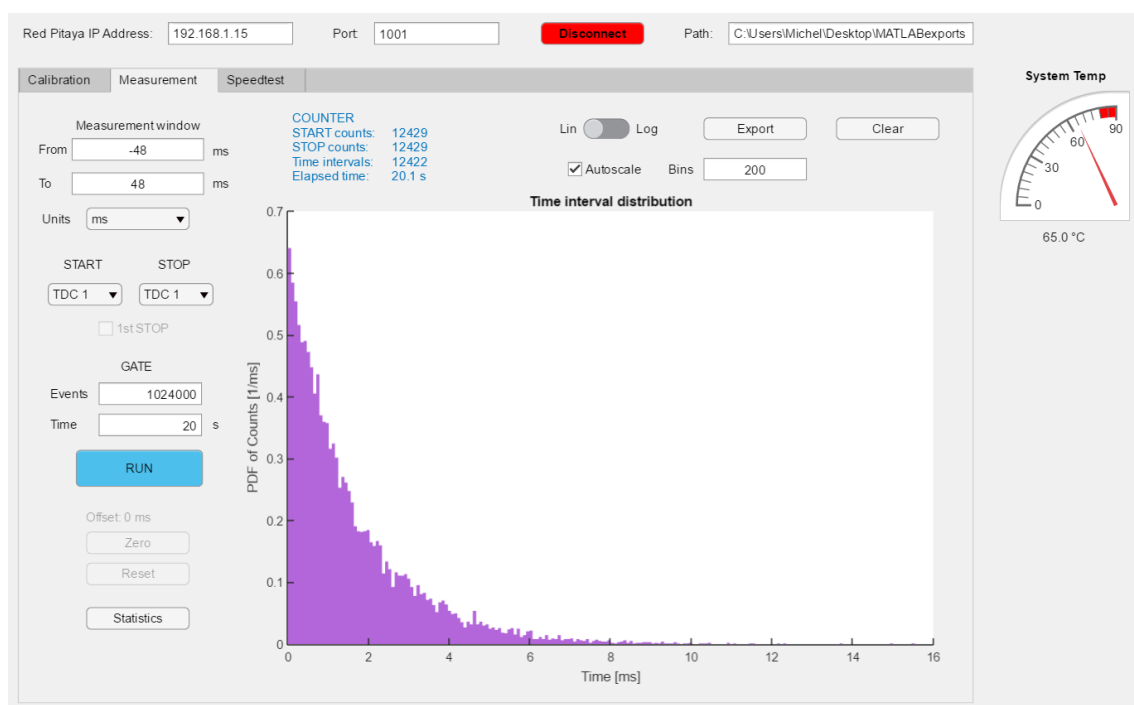 Red Pitaya IP Address: 192.168.1.15 Port 1001 Disconnect Path: C:\Users\Michel\Desktop\MATLABexports
Calibration Measurement Speedtest
System Temp
0 30 60 90
65.0 °C
Measurement window
From -48 ms
To 48 ms
Units ms
START STOP
TDC 1 TDC 1
1st STOP
GATE
Events 1024000
Time 20 s
RUN
Offset: 0 ms
Zero
Reset
Statistics
COUNTER
START counts: 12429
STOP counts: 12429
Time intervals: 12422
Elapsed time: 20.1 s
Lin Log Export Clear
Autoscale Bins 200
Time interval distribution
PDF of Counts [1/ms]
0.7
0.6
0.5
0.4
0.3
0.2
0.1
0
0 2 4 6 8 10 12 14 16
Time [ms]